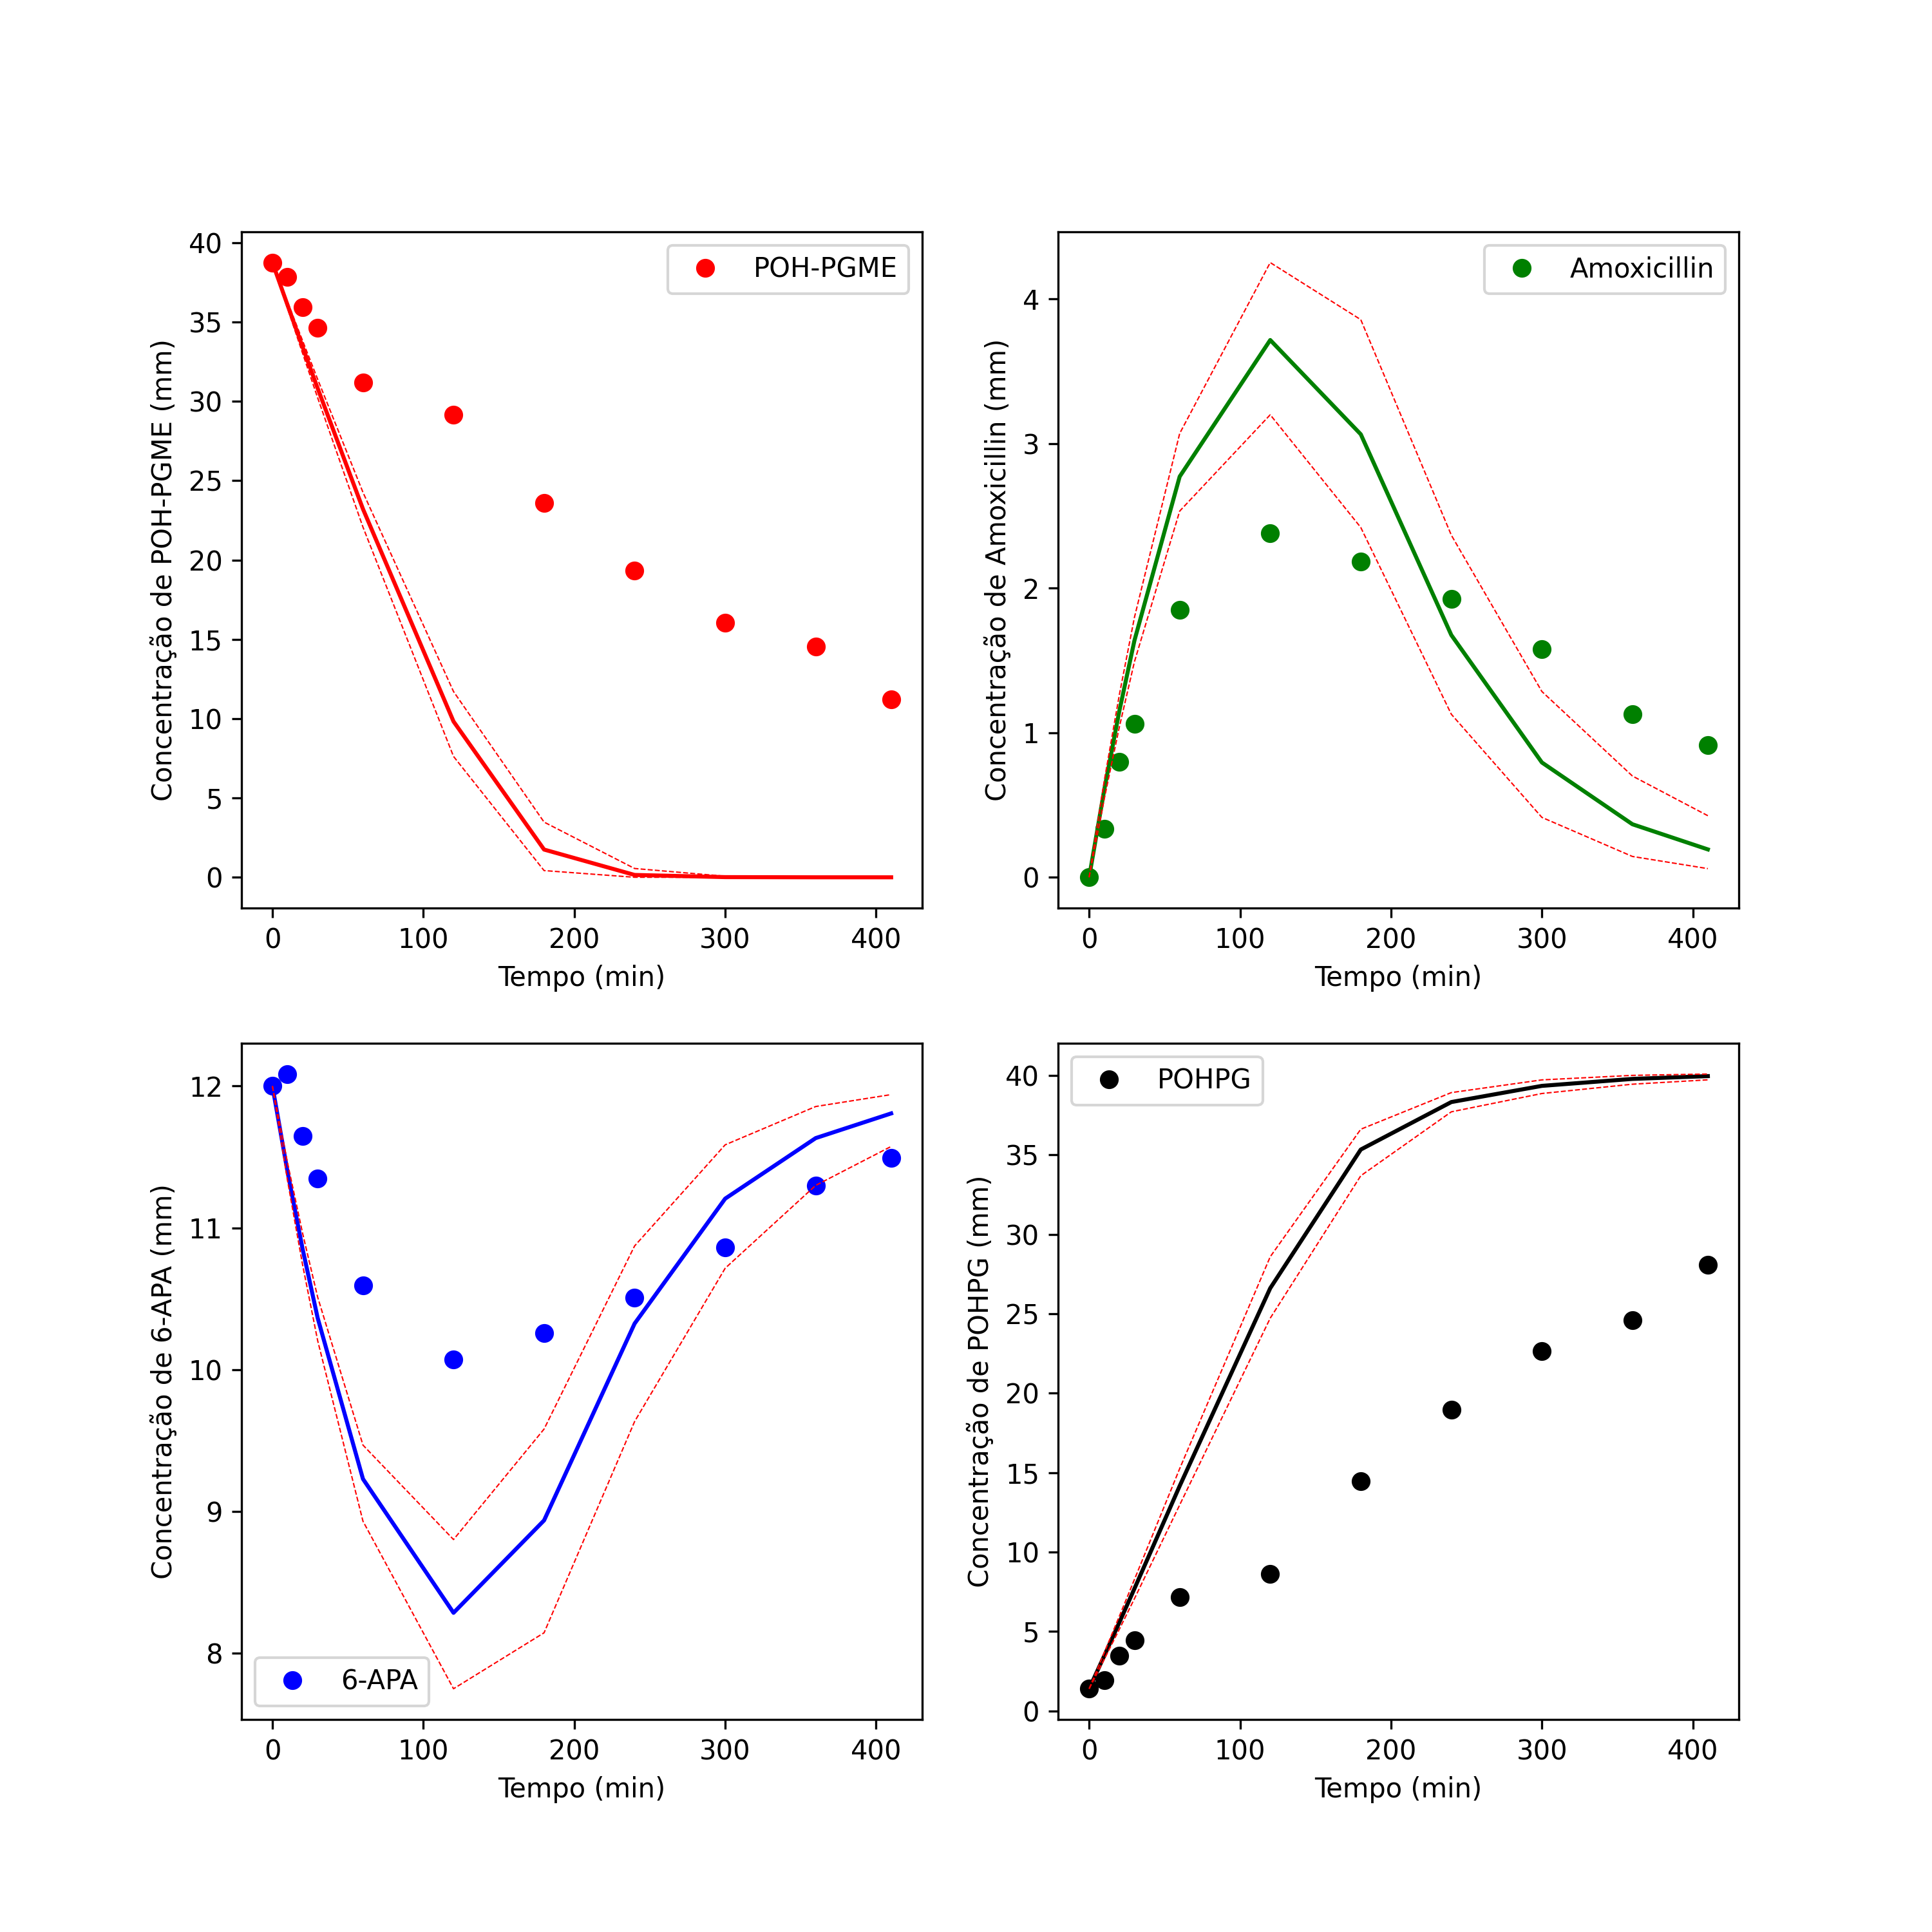 40
35
30
25
20
15
10
5
0
Concentração de POH-PGME (mm)
POH-PGME
0 100 200 300 400
Tempo (min)
4
3
2
1
0
Concentração de Amoxicillin (mm)
Amoxicillin
0 100 200 300 400
Tempo (min)
12
11
10
9
8
Concentração de 6-APA (mm)
6-APA
0 100 200 300 400
Tempo (min)
40
35
30
25
20
15
10
5
0
Concentração de POHPG (mm)
POHPG
0 100 200 300 400
Tempo (min)